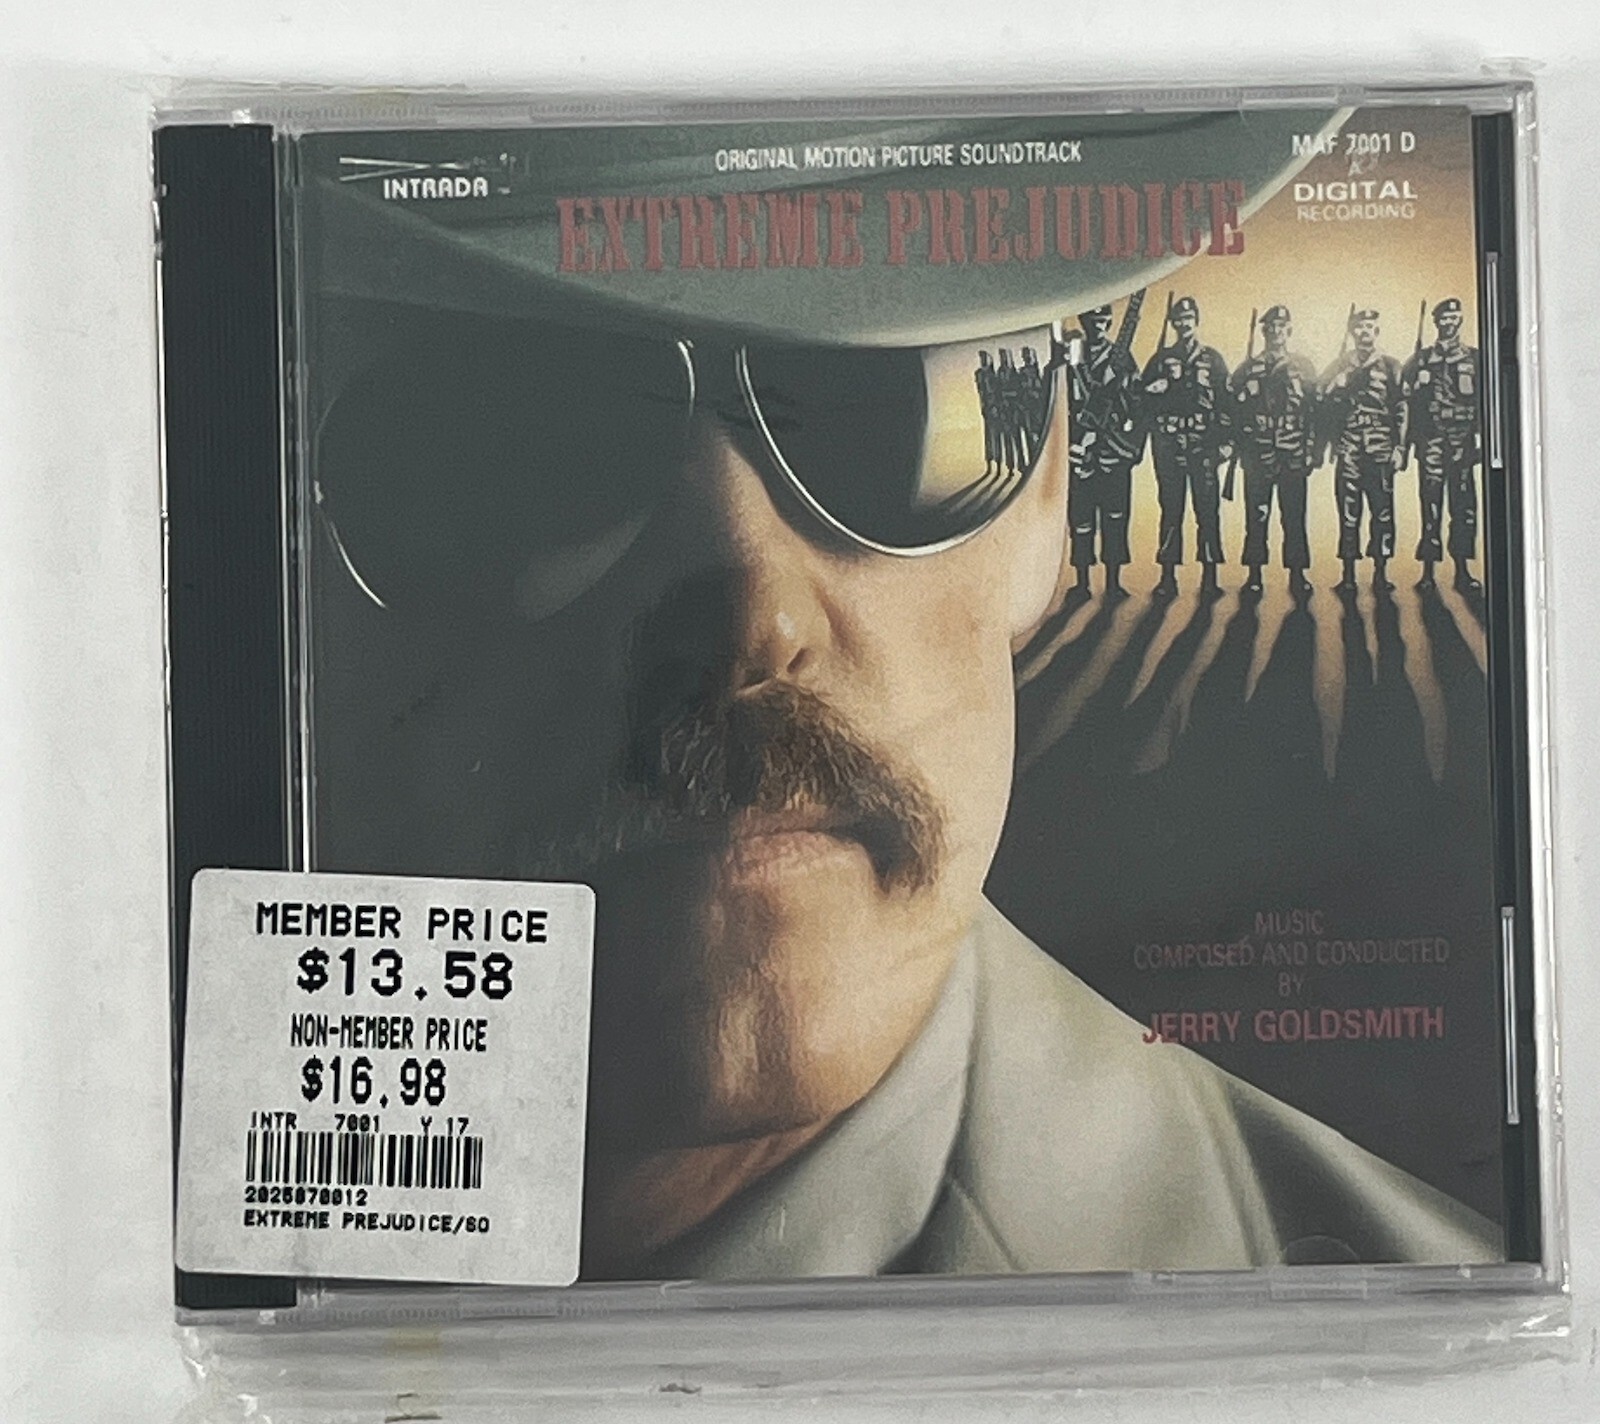 INTRADA
ORIGINAL MOTION PICTURE SOUNDTRACK
EXTREME PREJUDICE
MAF 7001 D
A
DIGITAL
RECORDING
MUSIC
COMPOSED AND CONDUCTED
BY
JERRY GOLDSMITH
MEMBER PRICE
$13.58
NON-MEMBER PRICE
$16.98
INTR 7001 Y 17
2025870012
EXTREME PREJUDICE/SO